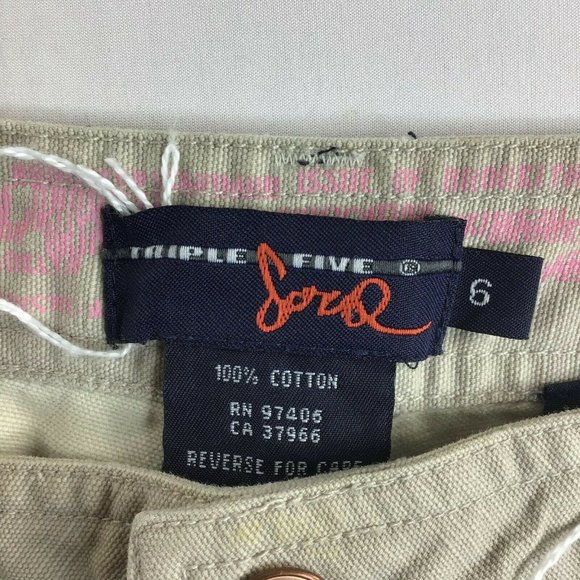 TRIPLE FIVE
Soul
6
100% COTTON
RN 97406
CA 37966
REVERSE FOR CARE